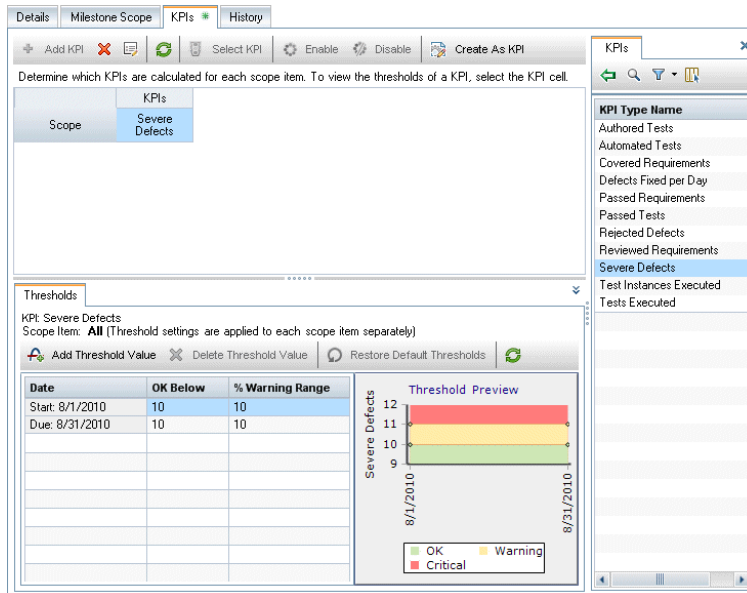 Details Milestone Scope KPIs * History
Add KPI Select KPI Enable Disable Create As KPI
Determine which KPIs are calculated for each scope item. To view the thresholds of a KPI, select the KPI cell.
KPIs
Scope Severe
Defects
Thresholds
KPI: Severe Defects
Scope Item: All (Threshold settings are applied to each scope item separately)
Add Threshold Value Delete Threshold Value Restore Default Thresholds
Date OK Below % Warning Range
Start: 8/1/2010 10 10
Due: 8/31/2010 10 10
Threshold Preview
Severe Defects
12
11
10
9
8/1/2010
8/31/2010
OK Warning
Critical
KPIs
KPI Type Name
Authored Tests
Automated Tests
Covered Requirements
Defects Fixed per Day
Passed Requirements
Passed Tests
Rejected Defects
Reviewed Requirements
Severe Defects
Test Instances Executed
Tests Executed